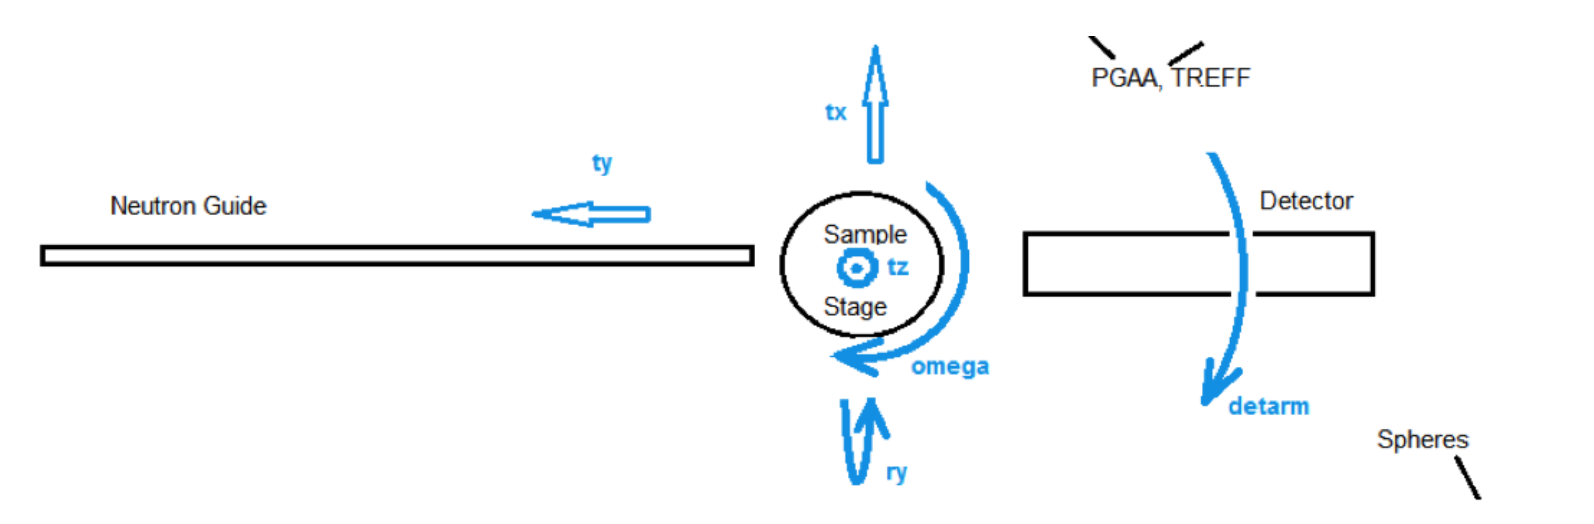 PGAA, TREFF
tx
ty
Neutron Guide
Detector
Sample
tz
Stage
omega
detarm
Spheres
ry